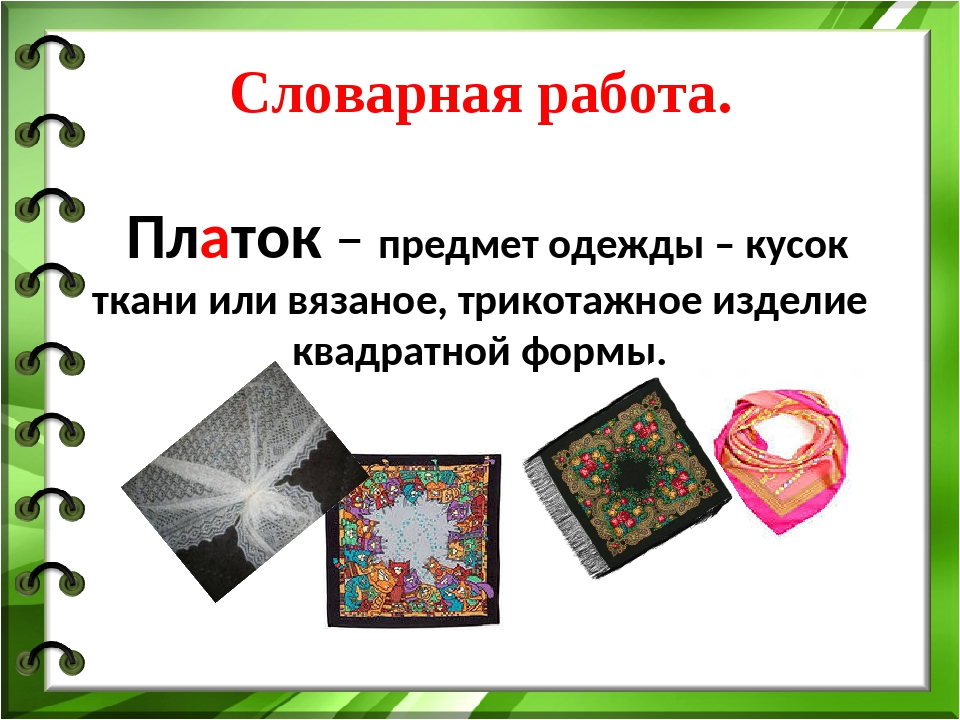 Словарная работа.
Платок – предмет одежды – кусок
ткани или вязаное, трикотажное изделие
квадратной формы.